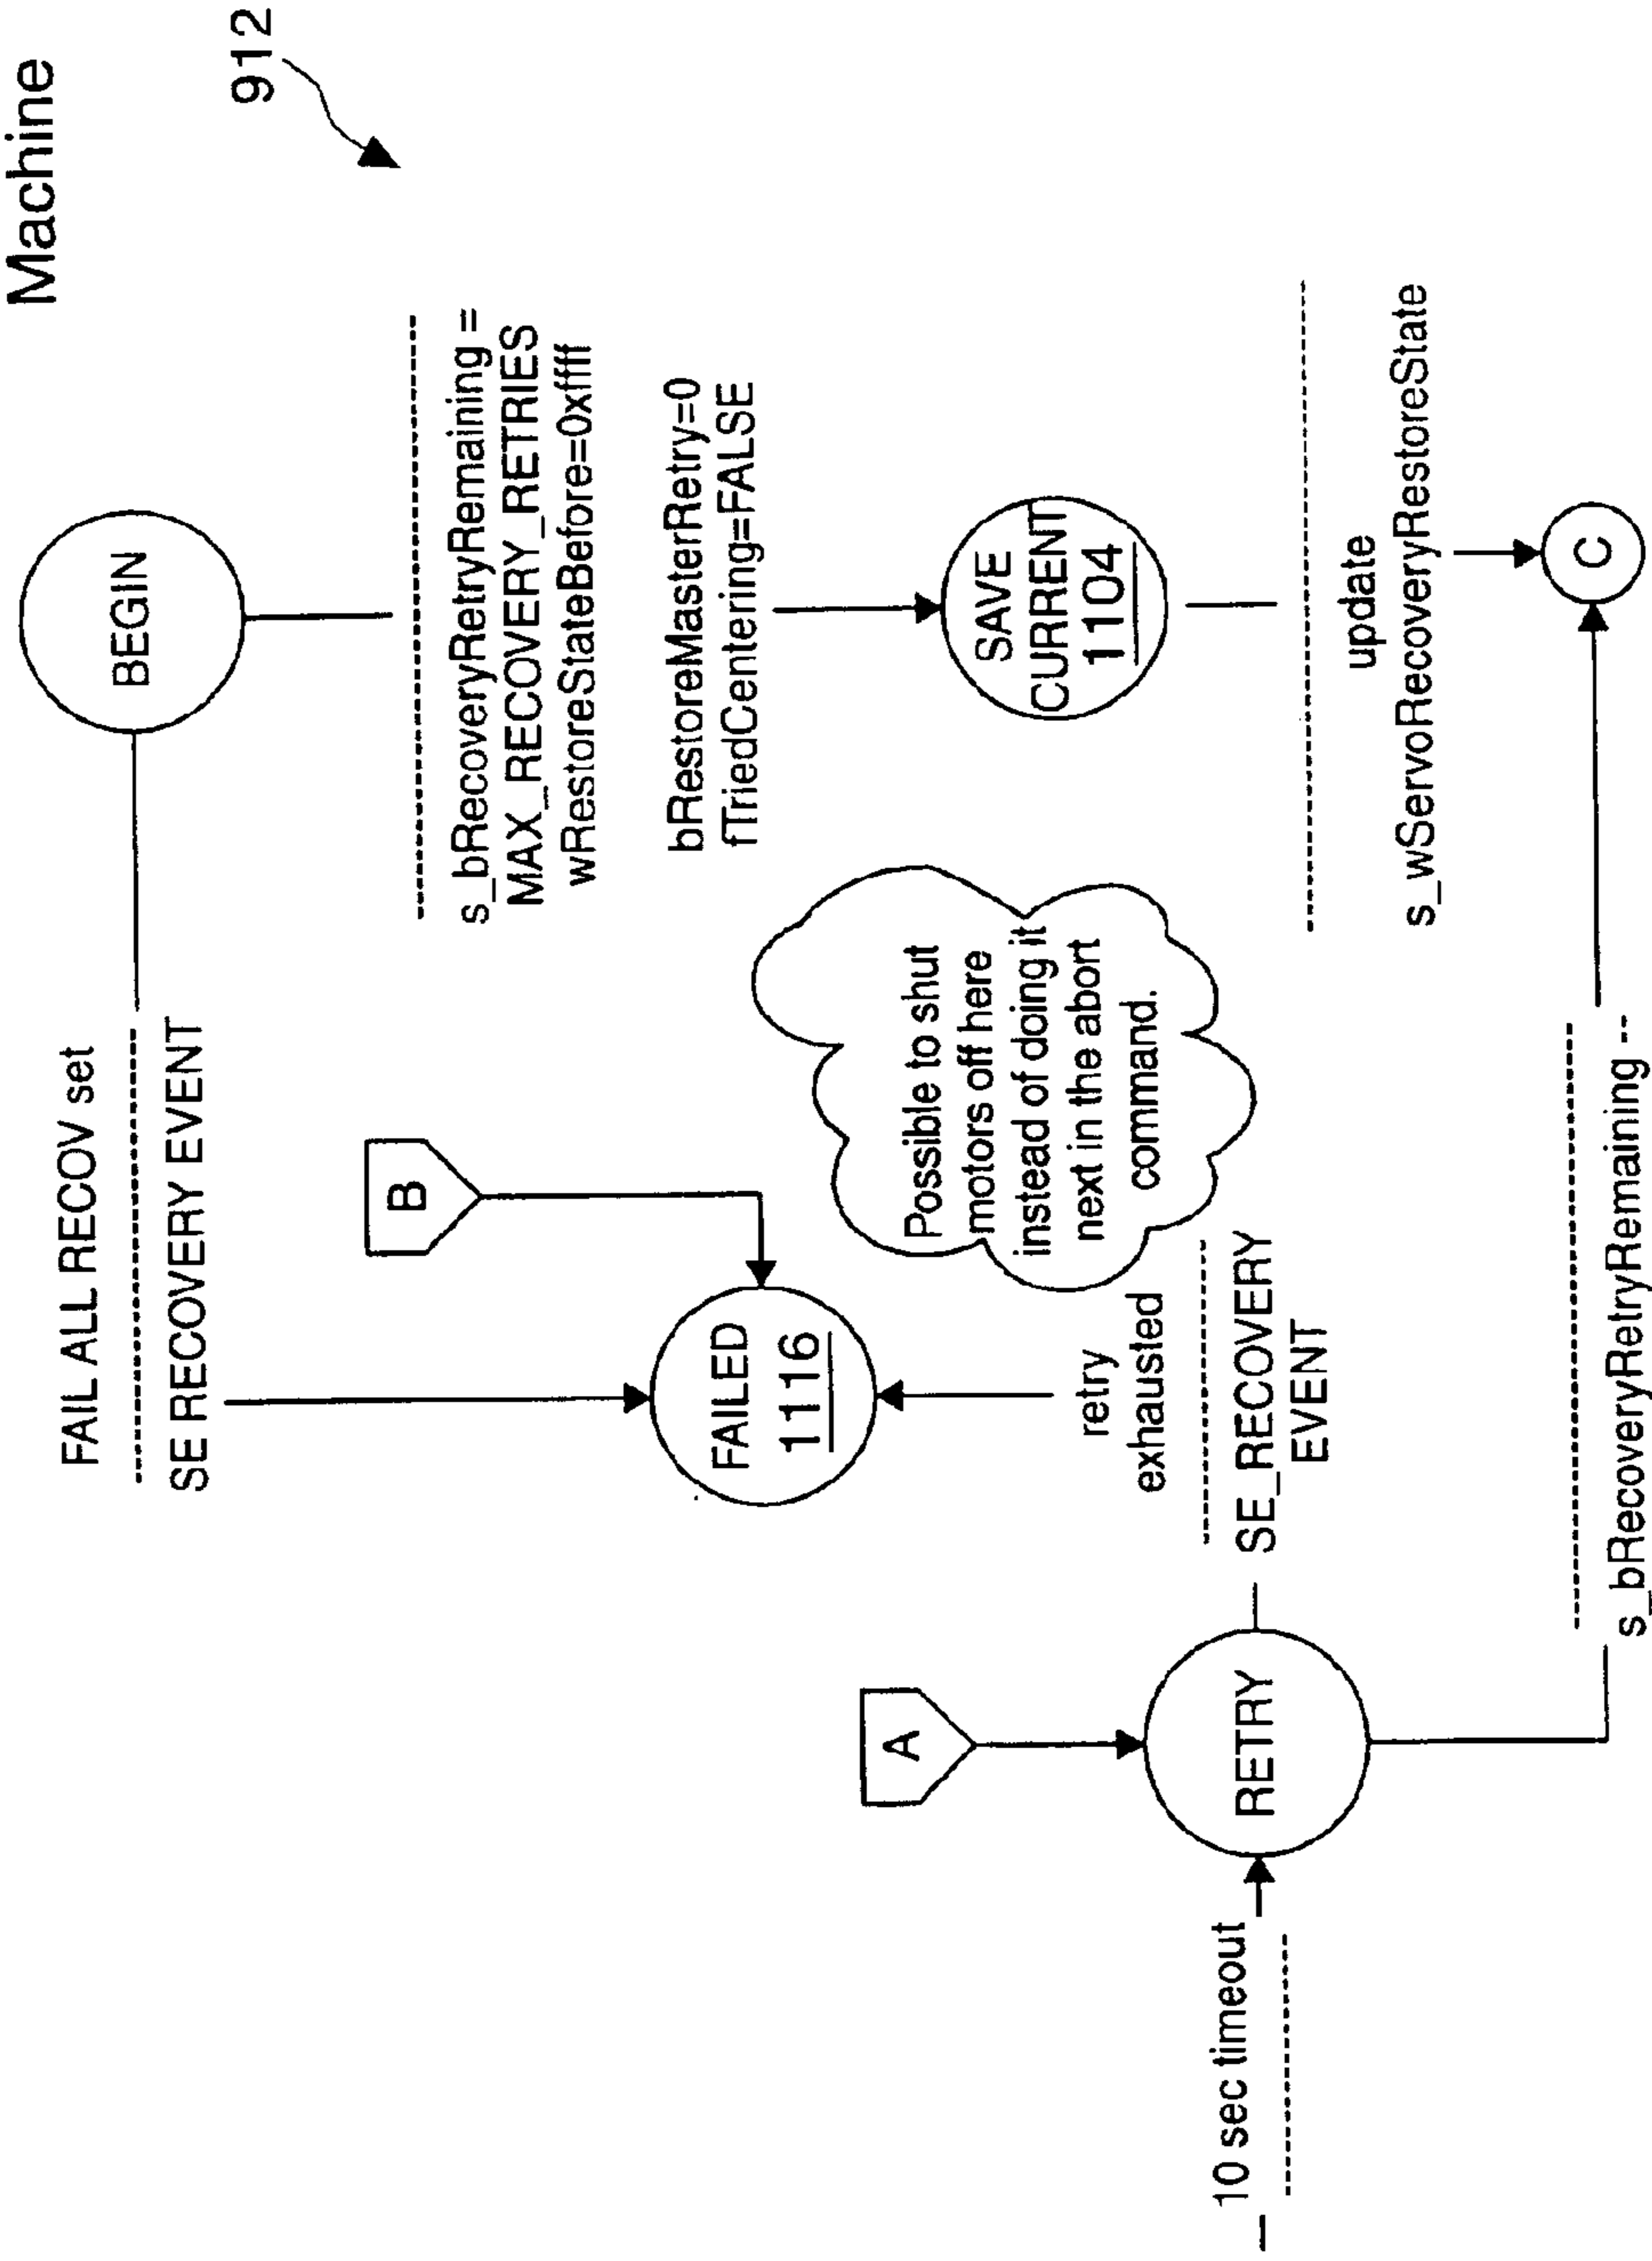 Machine
912
BEGIN
FAIL ALL RECOV set
SE RECOVERY EVENT
s_bRecoveryRetryRemaining =
MAX_RECOVERY_RETRIES
wRestoreStateBefore=0xffff
bRestoreMasterRetry=0
fTriedCentering=FALSE
B
FAILED
1116
Possible to shut
motors off here
instead of doing it
next in the abort
command.
SAVE
CURRENT
1104
retry
exhausted
SE_RECOVERY
EVENT
A
RETRY
10 sec timeout
update
s_wServoRecoveryRestoreState
C
s_bRecoveryRetryRemaining --